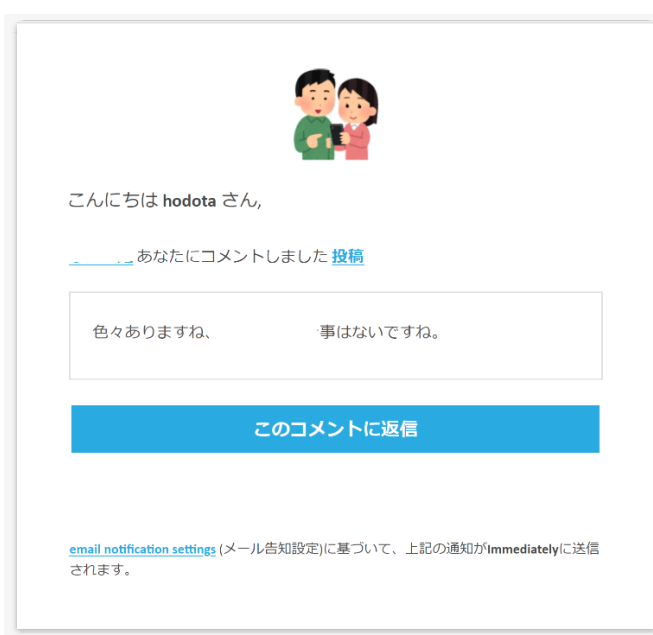 こんにちは hodota さん,
あなたにコメントしました 投稿
色々ありますね、 事はないですね。
このコメントに返信
email notification settings (メール告知設定)に基づいて、上記の通知がImmediatelyに送信
されます。